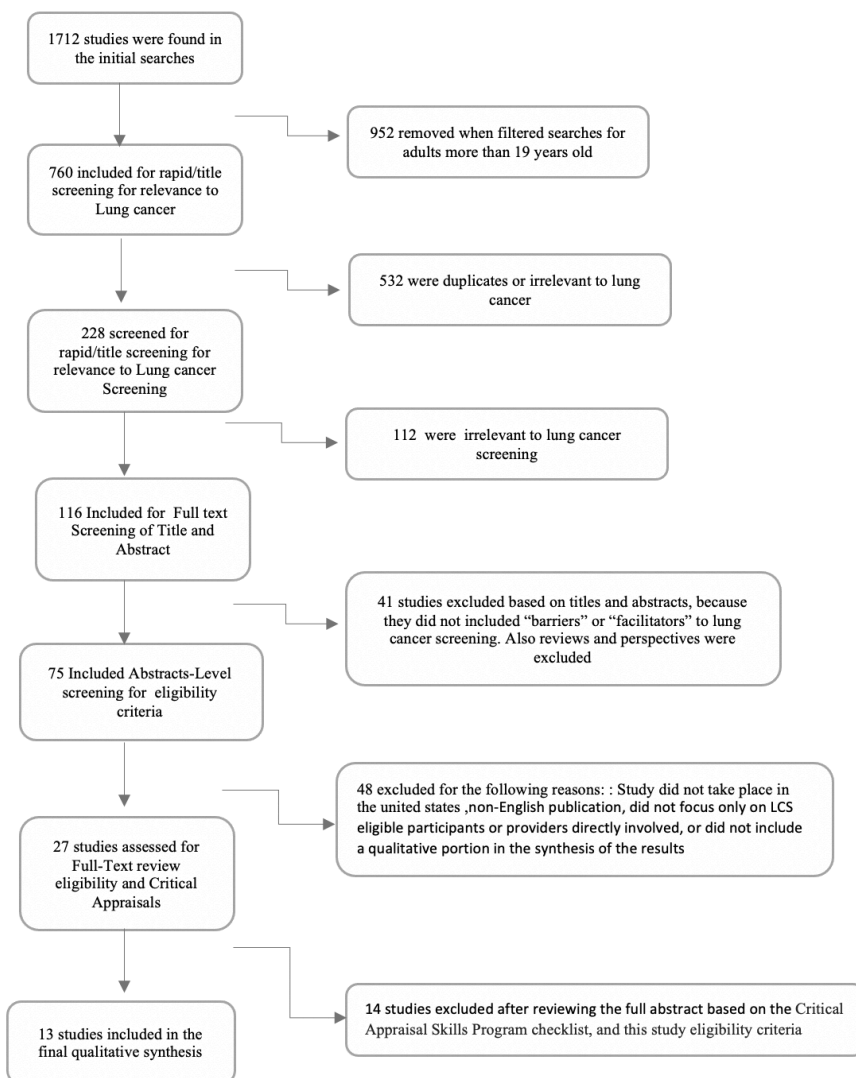 1712 studies were found in
the initial searches
952 removed when filtered searches for
adults more than 19 years old
760 included for rapid/title
screening for relevance to
Lung cancer
532 were duplicates or irrelevant to lung
cancer
228 screened for
rapid/title screening for
relevance to Lung cancer
Screening
112 were irrelevant to lung cancer
screening
116 Included for Full text
Screening of Title and
Abstract
41 studies excluded based on titles and abstracts, because
they did not included “barriers” or “facilitators” to lung
cancer screening. Also reviews and perspectives were
excluded
75 Included Abstracts-Level
screening for eligibility
criteria
48 excluded for the following reasons: : Study did not take place in
the united states ,non-English publication, did not focus only on LCS
eligible participants or providers directly involved, or did not include
a qualitative portion in the synthesis of the results
27 studies assessed for
Full-Text review
eligibility and Critical
Appraisals
14 studies excluded after reviewing the full abstract based on the Critical
Appraisal Skills Program checklist, and this study eligibility criteria
13 studies included in the
final qualitative synthesis